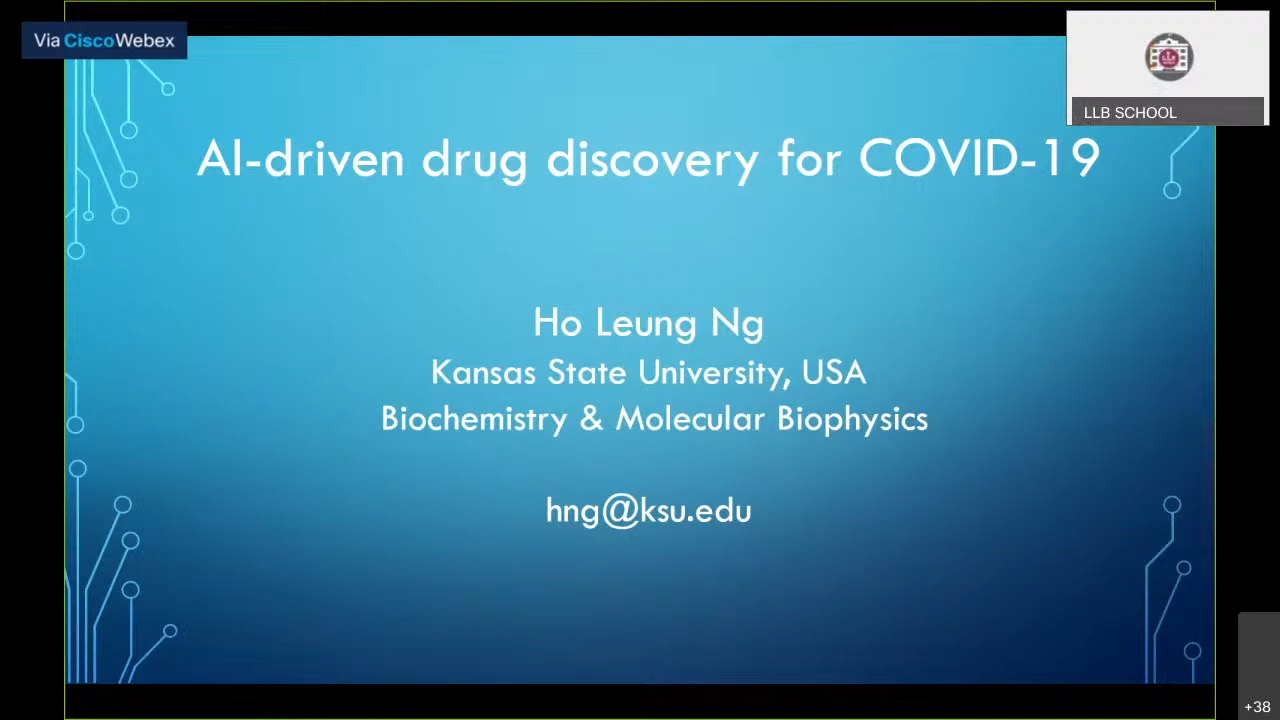 Via CiscoWebex
LLB SCHOOL
AI-driven drug discovery for COVID-19
Ho Leung Ng
Kansas State University, USA
Biochemistry & Molecular Biophysics
hng@ksu.edu
+38